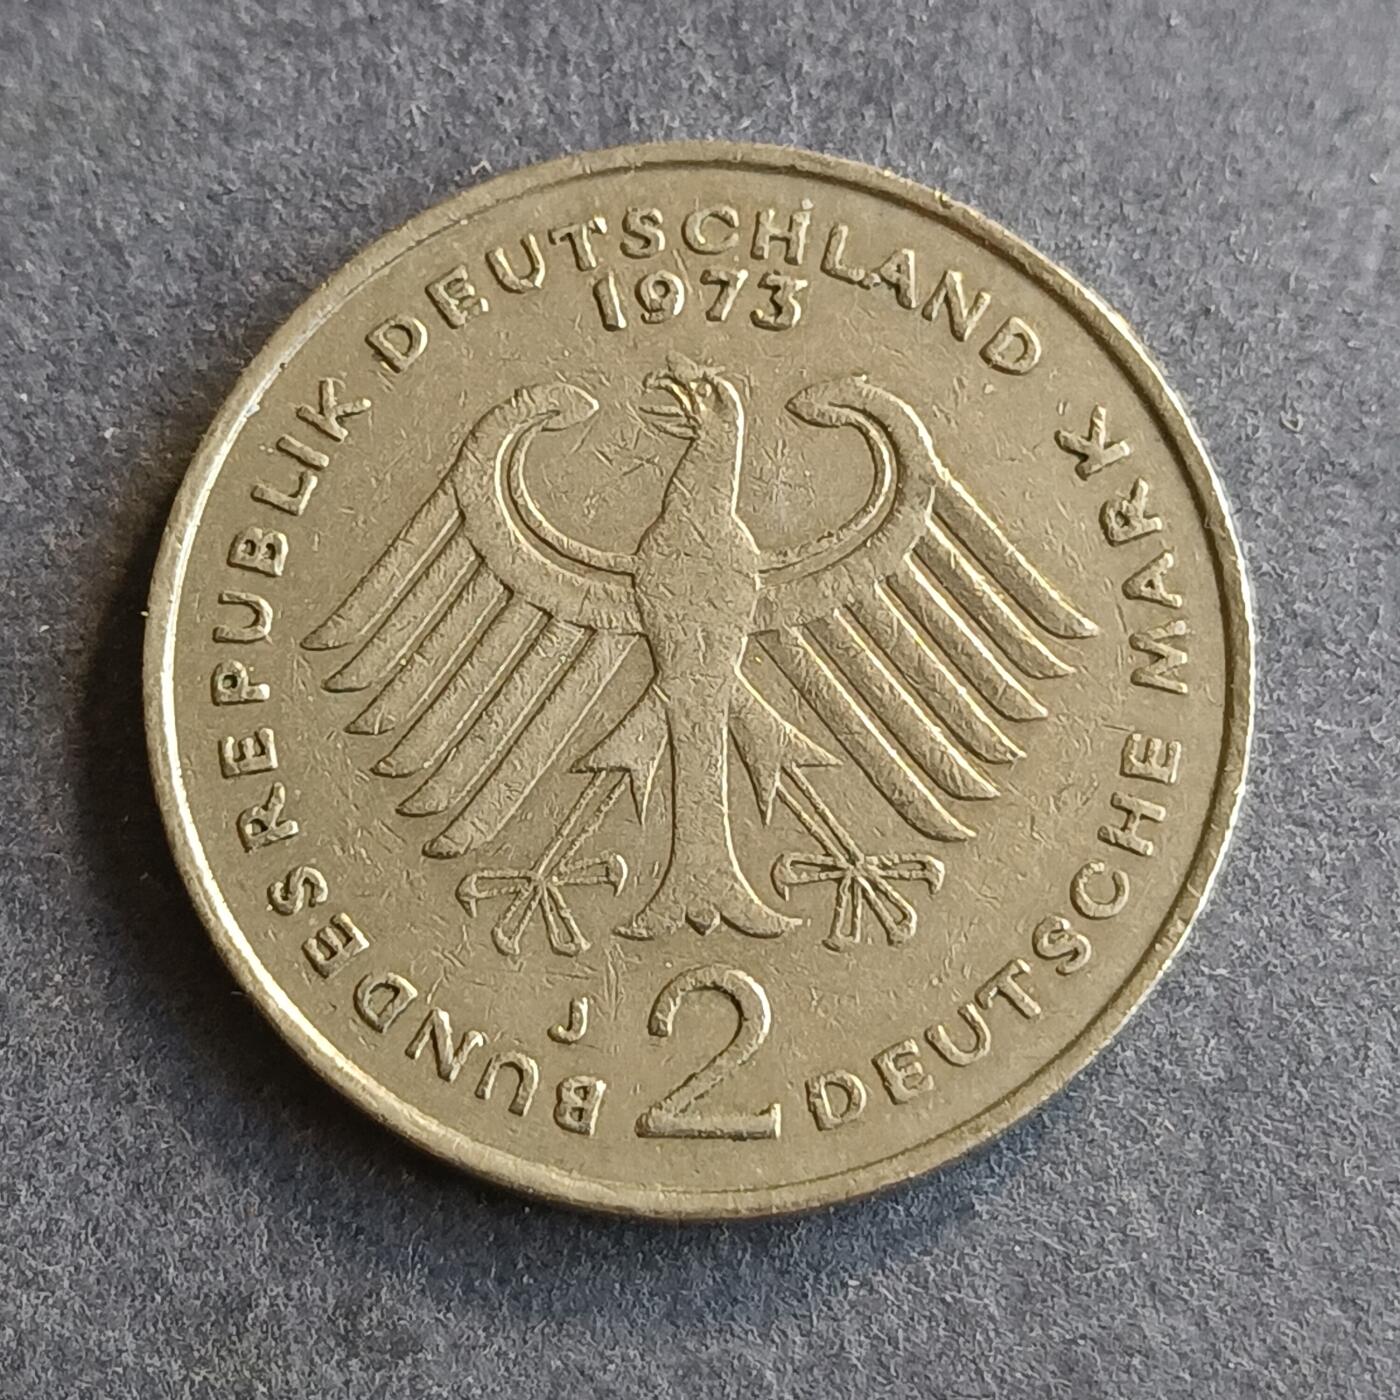 BUNDESREPUBLIK DEUTSCHLAND
1973
J
2
DEUTSCHE MARK